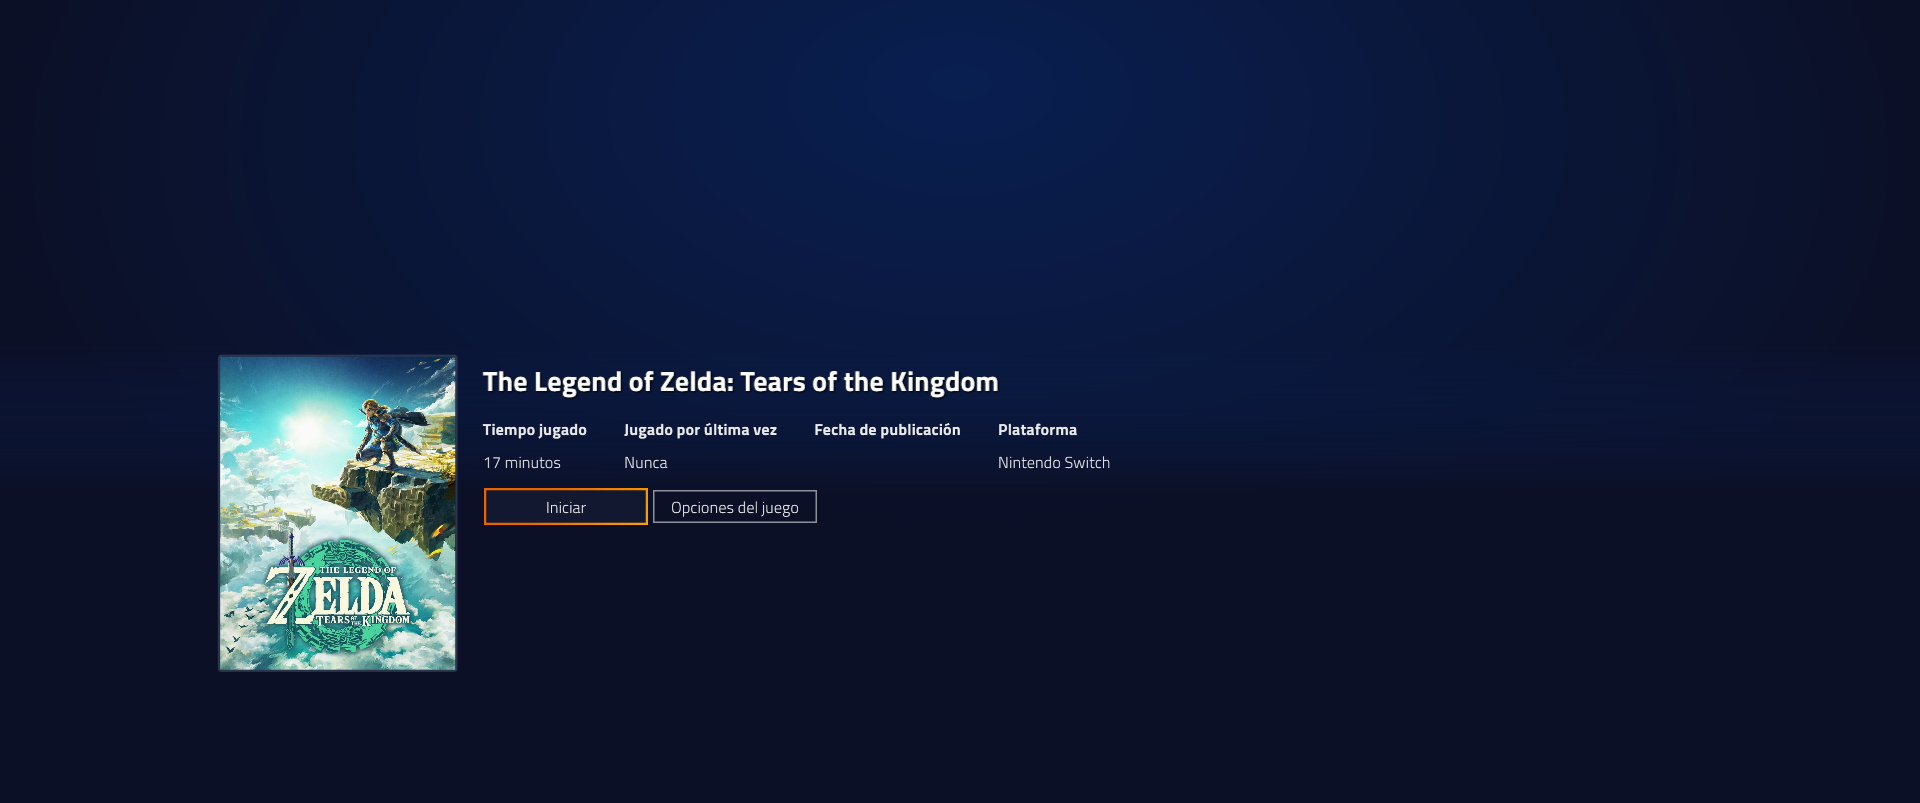 The Legend of Zelda: Tears of the Kingdom
Tiempo jugado Jugado por última vez Fecha de publicación Plataforma
17 minutos Nunca Nintendo Switch
Iniciar Opciones del juego
THE LEGEND OF
ZELDA
TEARS OF THE KINGDOM